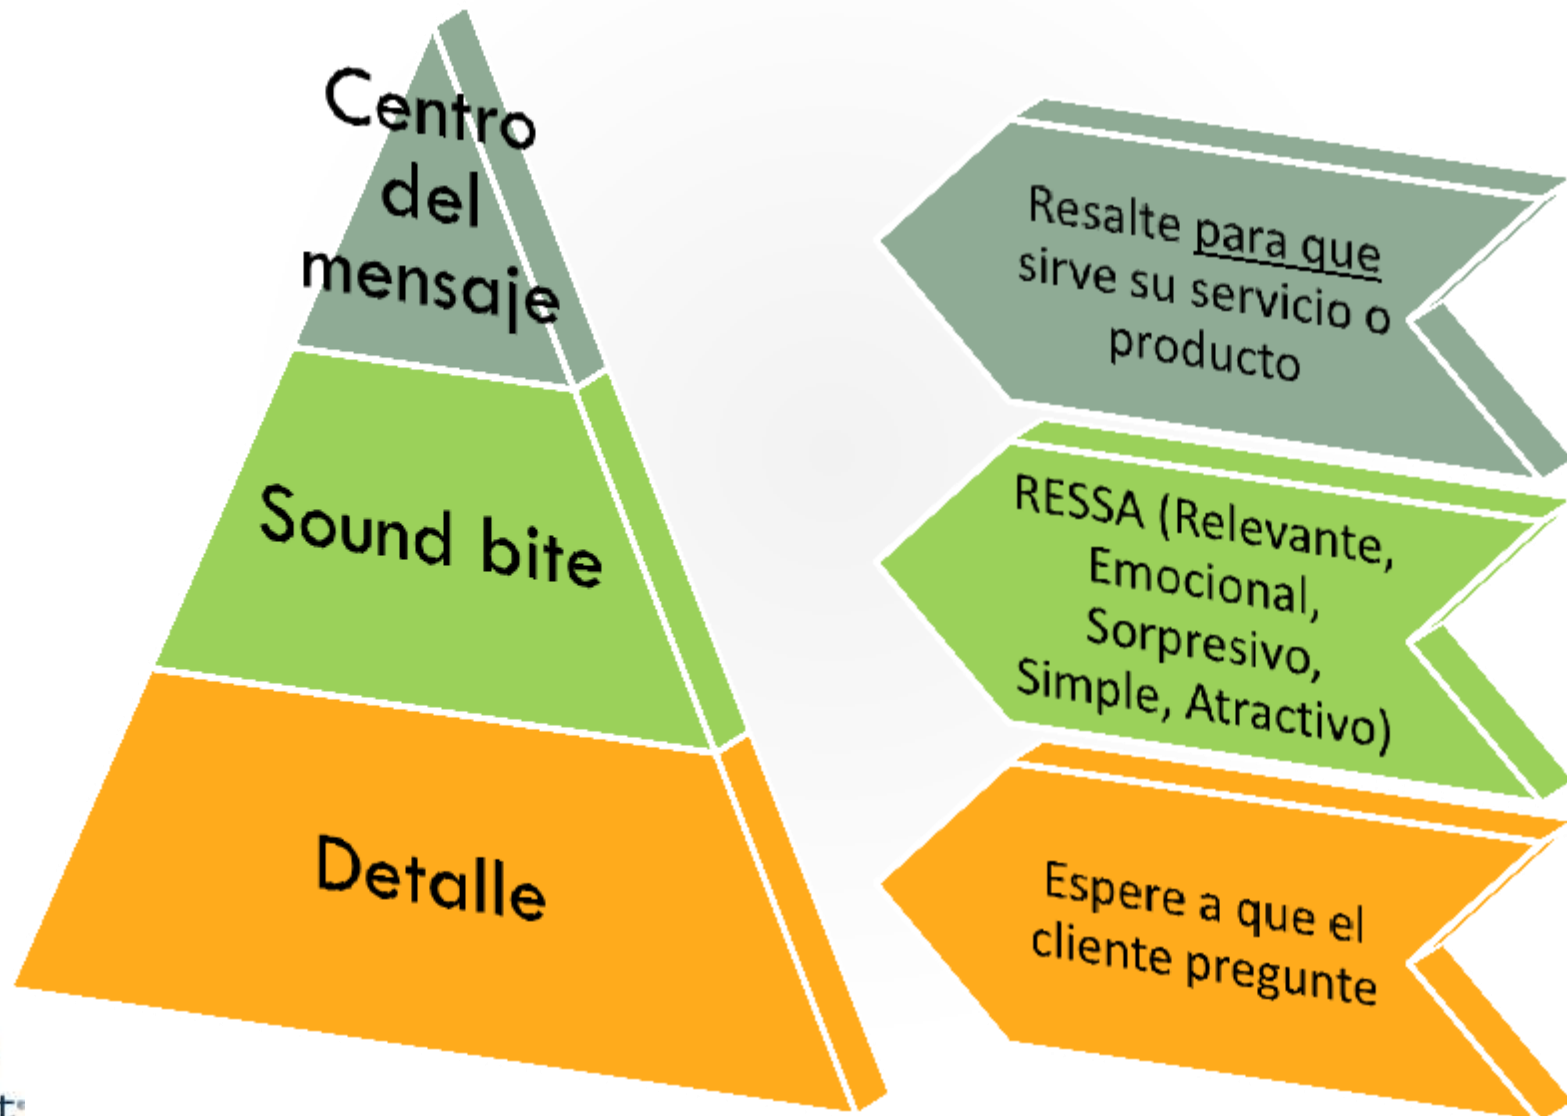 Centro
del
mensaje
Resalte para que
sirve su servicio o
producto
Sound bite
RESSA (Relevante,
Emocional,
Sorpresivo,
Simple, Atractivo)
Detalle
Espere a que el
cliente pregunte